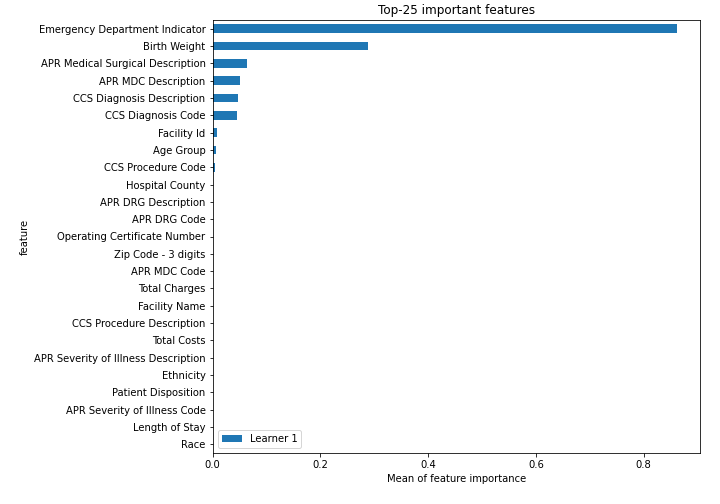 Top-25 important features
Emergency Department Indicator
Birth Weight
APR Medical Surgical Description
APR MDC Description
CCS Diagnosis Description
CCS Diagnosis Code
Facility Id
Age Group
CCS Procedure Code
Hospital County
APR DRG Description
APR DRG Code
Operating Certificate Number
Zip Code - 3 digits
APR MDC Code
Total Charges
Facility Name
CCS Procedure Description
Total Costs
APR Severity of Illness Description
Ethnicity
Patient Disposition
APR Severity of Illness Code
Length of Stay
Race
feature
Learner 1
0.0 0.2 0.4 0.6 0.8
Mean of feature importance